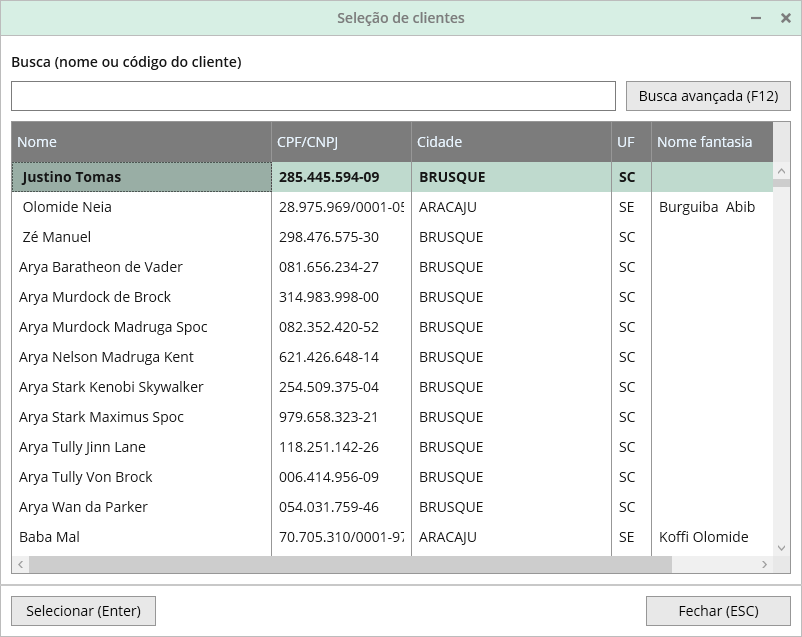 Seleção de clientes
Busca (nome ou código do cliente)
Busca avançada (F12)
Nome CPF/CNPJ Cidade UF Nome fantasia
Justino Tomas 285.445.594-09 BRUSQUE SC
Olomide Neia 28.975.969/0001-05 ARACAJU SE Burguiba Abib
Zé Manuel 298.476.575-30 BRUSQUE SC
Arya Baratheon de Vader 081.656.234-27 BRUSQUE SC
Arya Murdock de Brock 314.983.998-00 BRUSQUE SC
Arya Murdock Madruga Spoc 082.352.420-52 BRUSQUE SC
Arya Nelson Madruga Kent 621.426.648-14 BRUSQUE SC
Arya Stark Kenobi Skywalker 254.509.375-04 BRUSQUE SC
Arya Stark Maximus Spoc 979.658.323-21 BRUSQUE SC
Arya Tully Jinn Lane 118.251.142-26 BRUSQUE SC
Arya Tully Von Brock 006.414.956-09 BRUSQUE SC
Arya Wan da Parker 054.031.759-46 BRUSQUE SC
Baba Mal 70.705.310/0001-97 ARACAJU SE Koffi Olomide
Selecionar (Enter) Fechar (ESC)